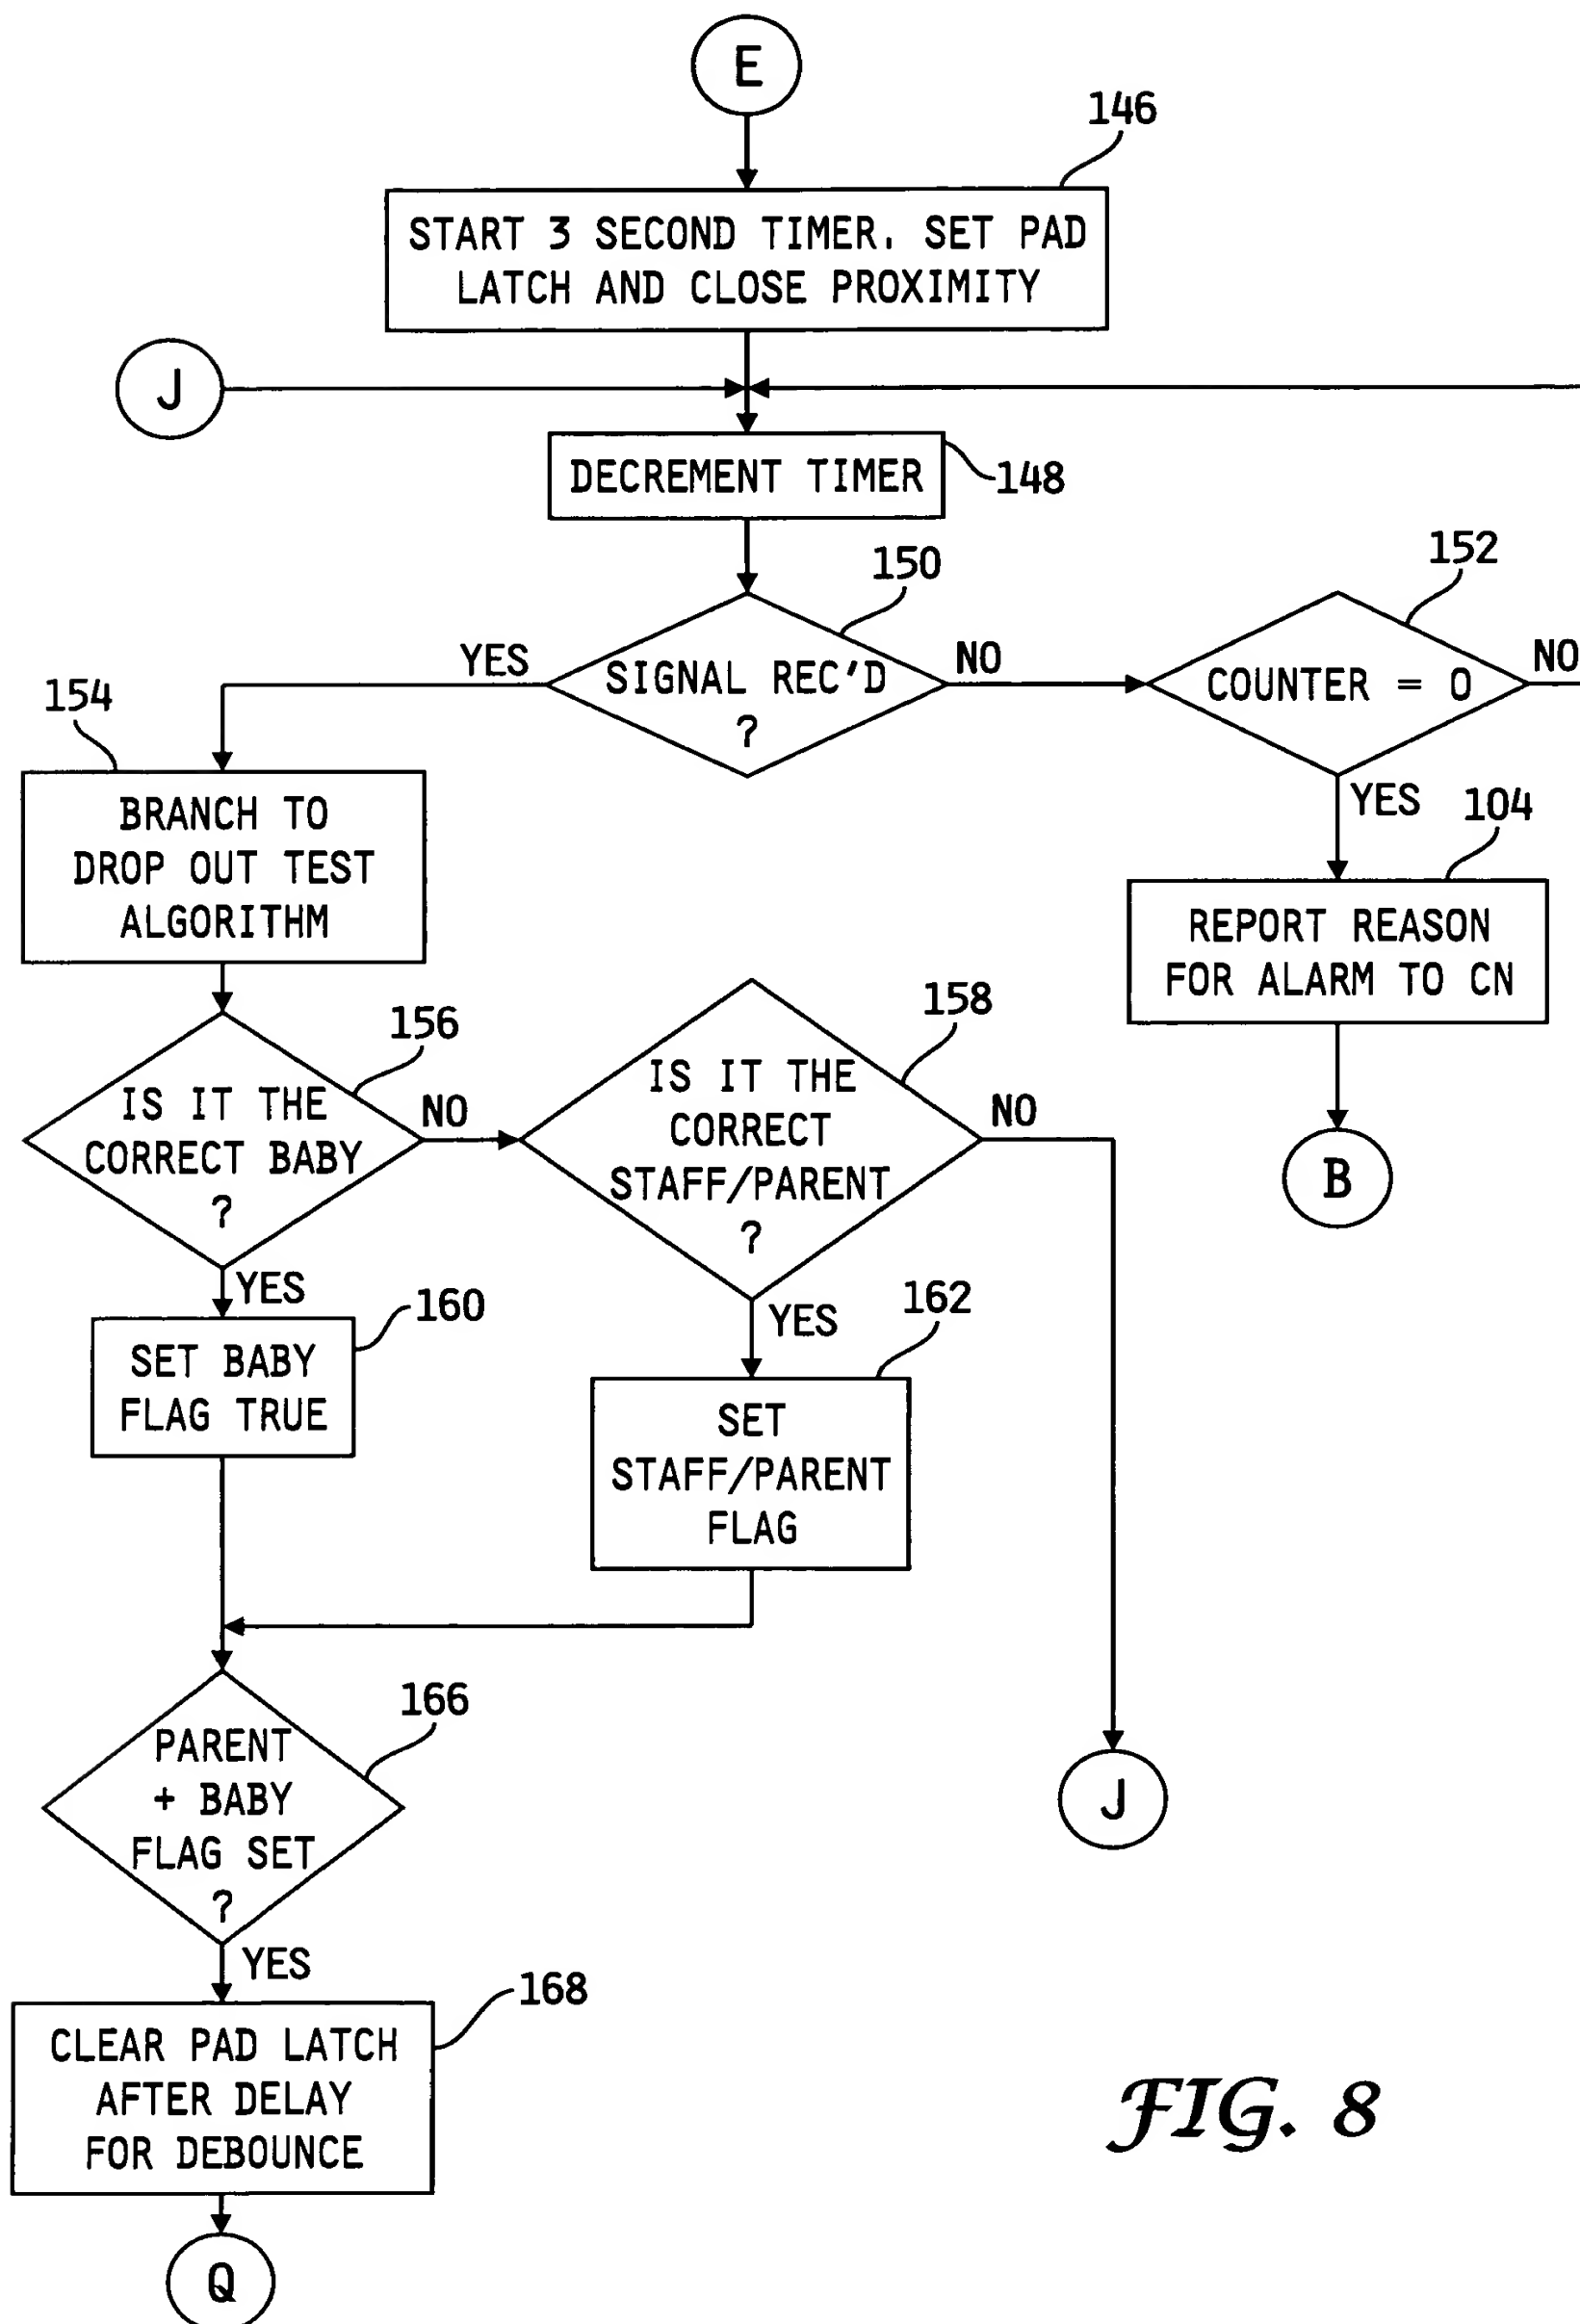 E
146
START 3 SECOND TIMER. SET PAD
LATCH AND CLOSE PROXIMITY
J
DECREMENT TIMER
148
150
152
YES
SIGNAL REC'D
?
NO
COUNTER = 0
NO
154
BRANCH TO
DROP OUT TEST
ALGORITHM
YES
104
REPORT REASON
FOR ALARM TO CN
B
156
IS IT THE
CORRECT BABY
?
NO
158
IS IT THE
CORRECT
STAFF/PARENT
?
NO
YES
160
SET BABY
FLAG TRUE
YES
162
SET
STAFF/PARENT
FLAG
166
PARENT
+ BABY
FLAG SET
?
J
YES
168
CLEAR PAD LATCH
AFTER DELAY
FOR DEBOUNCE
Q
FIG. 8